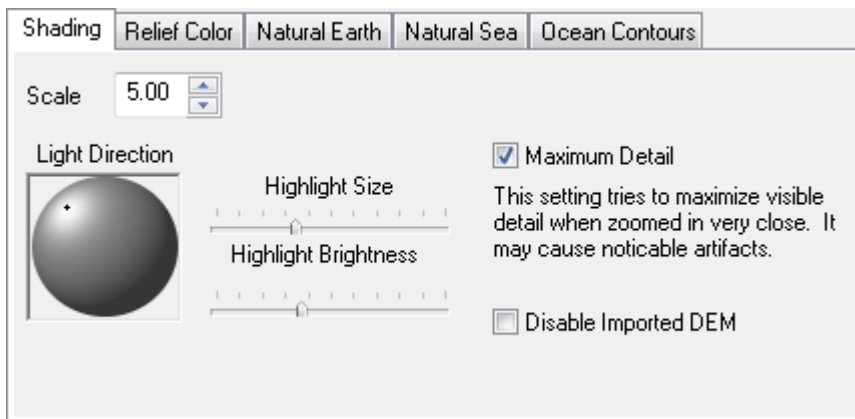 Shading Relief Color Natural Earth Natural Sea Ocean Contours
Scale 5.00
Light Direction
Highlight Size
Highlight Brightness
Maximum Detail
This setting tries to maximize visible
detail when zoomed in very close. It
may cause noticable artifacts.
Disable Imported DEM